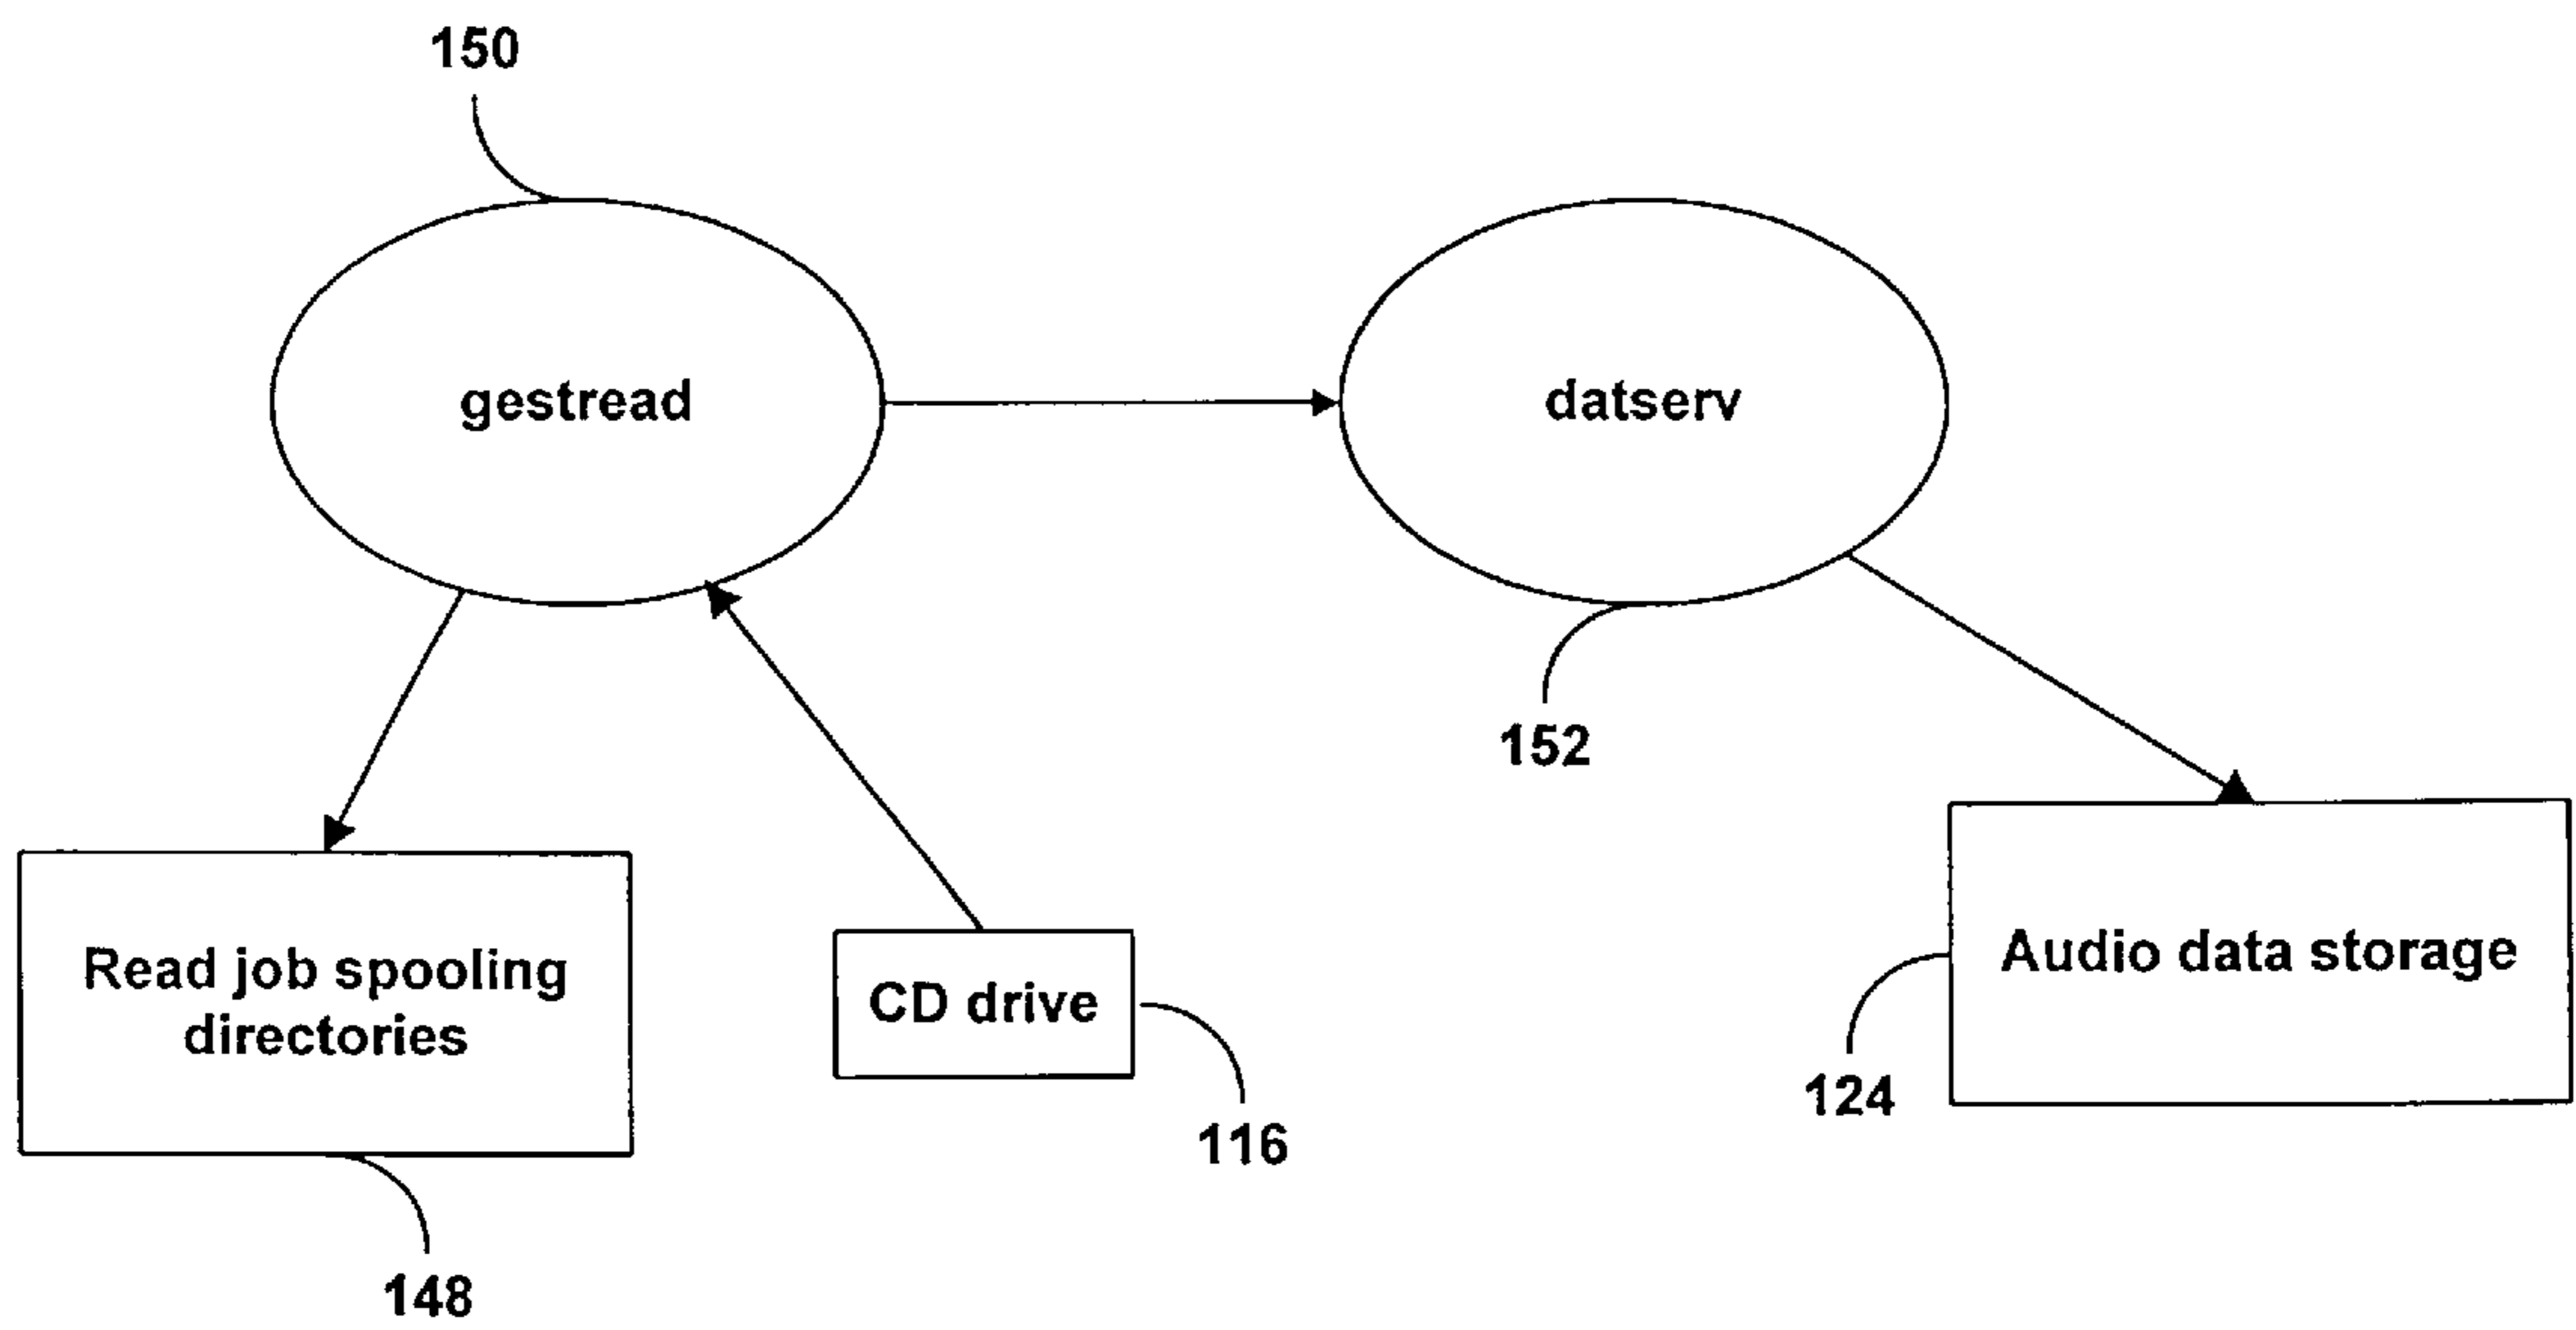 150
gestread
datserv
152
Read job spooling
directories
CD drive
Audio data storage
124
116
148